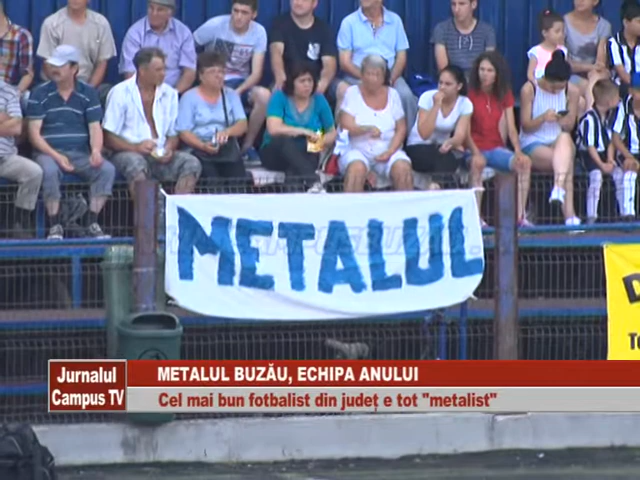 METALUL
Jurnalul
Campus TV
METALUL BUZĂU, ECHIPA ANULUI
Cel mai bun fotbalist din județ e tot "metalist"